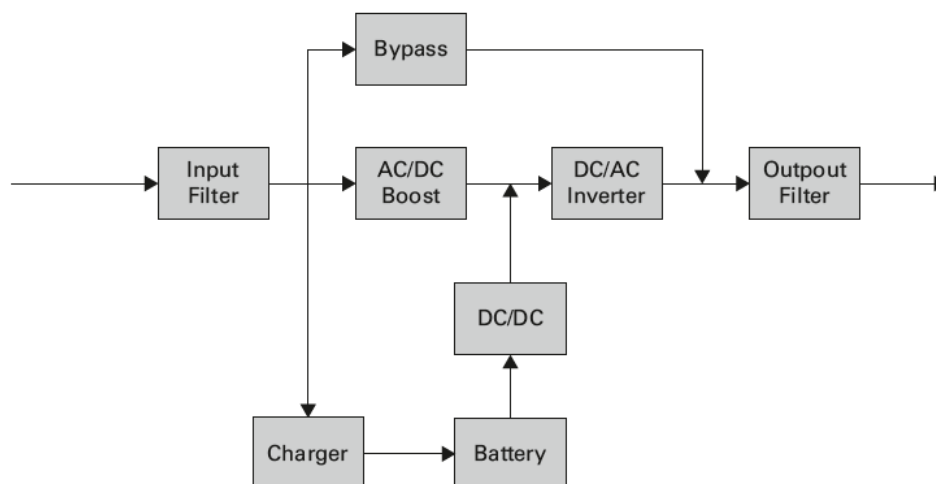 Bypass
Input
Filter
AC/DC
Boost
DC/AC
Inverter
Outpout
Filter
DC/DC
Charger
Battery